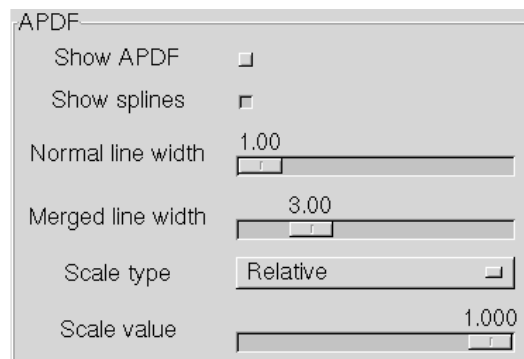 APDF
Show APDF
Show splines
Normal line width 1.00
Merged line width 3.00
Scale type Relative
Scale value 1.000